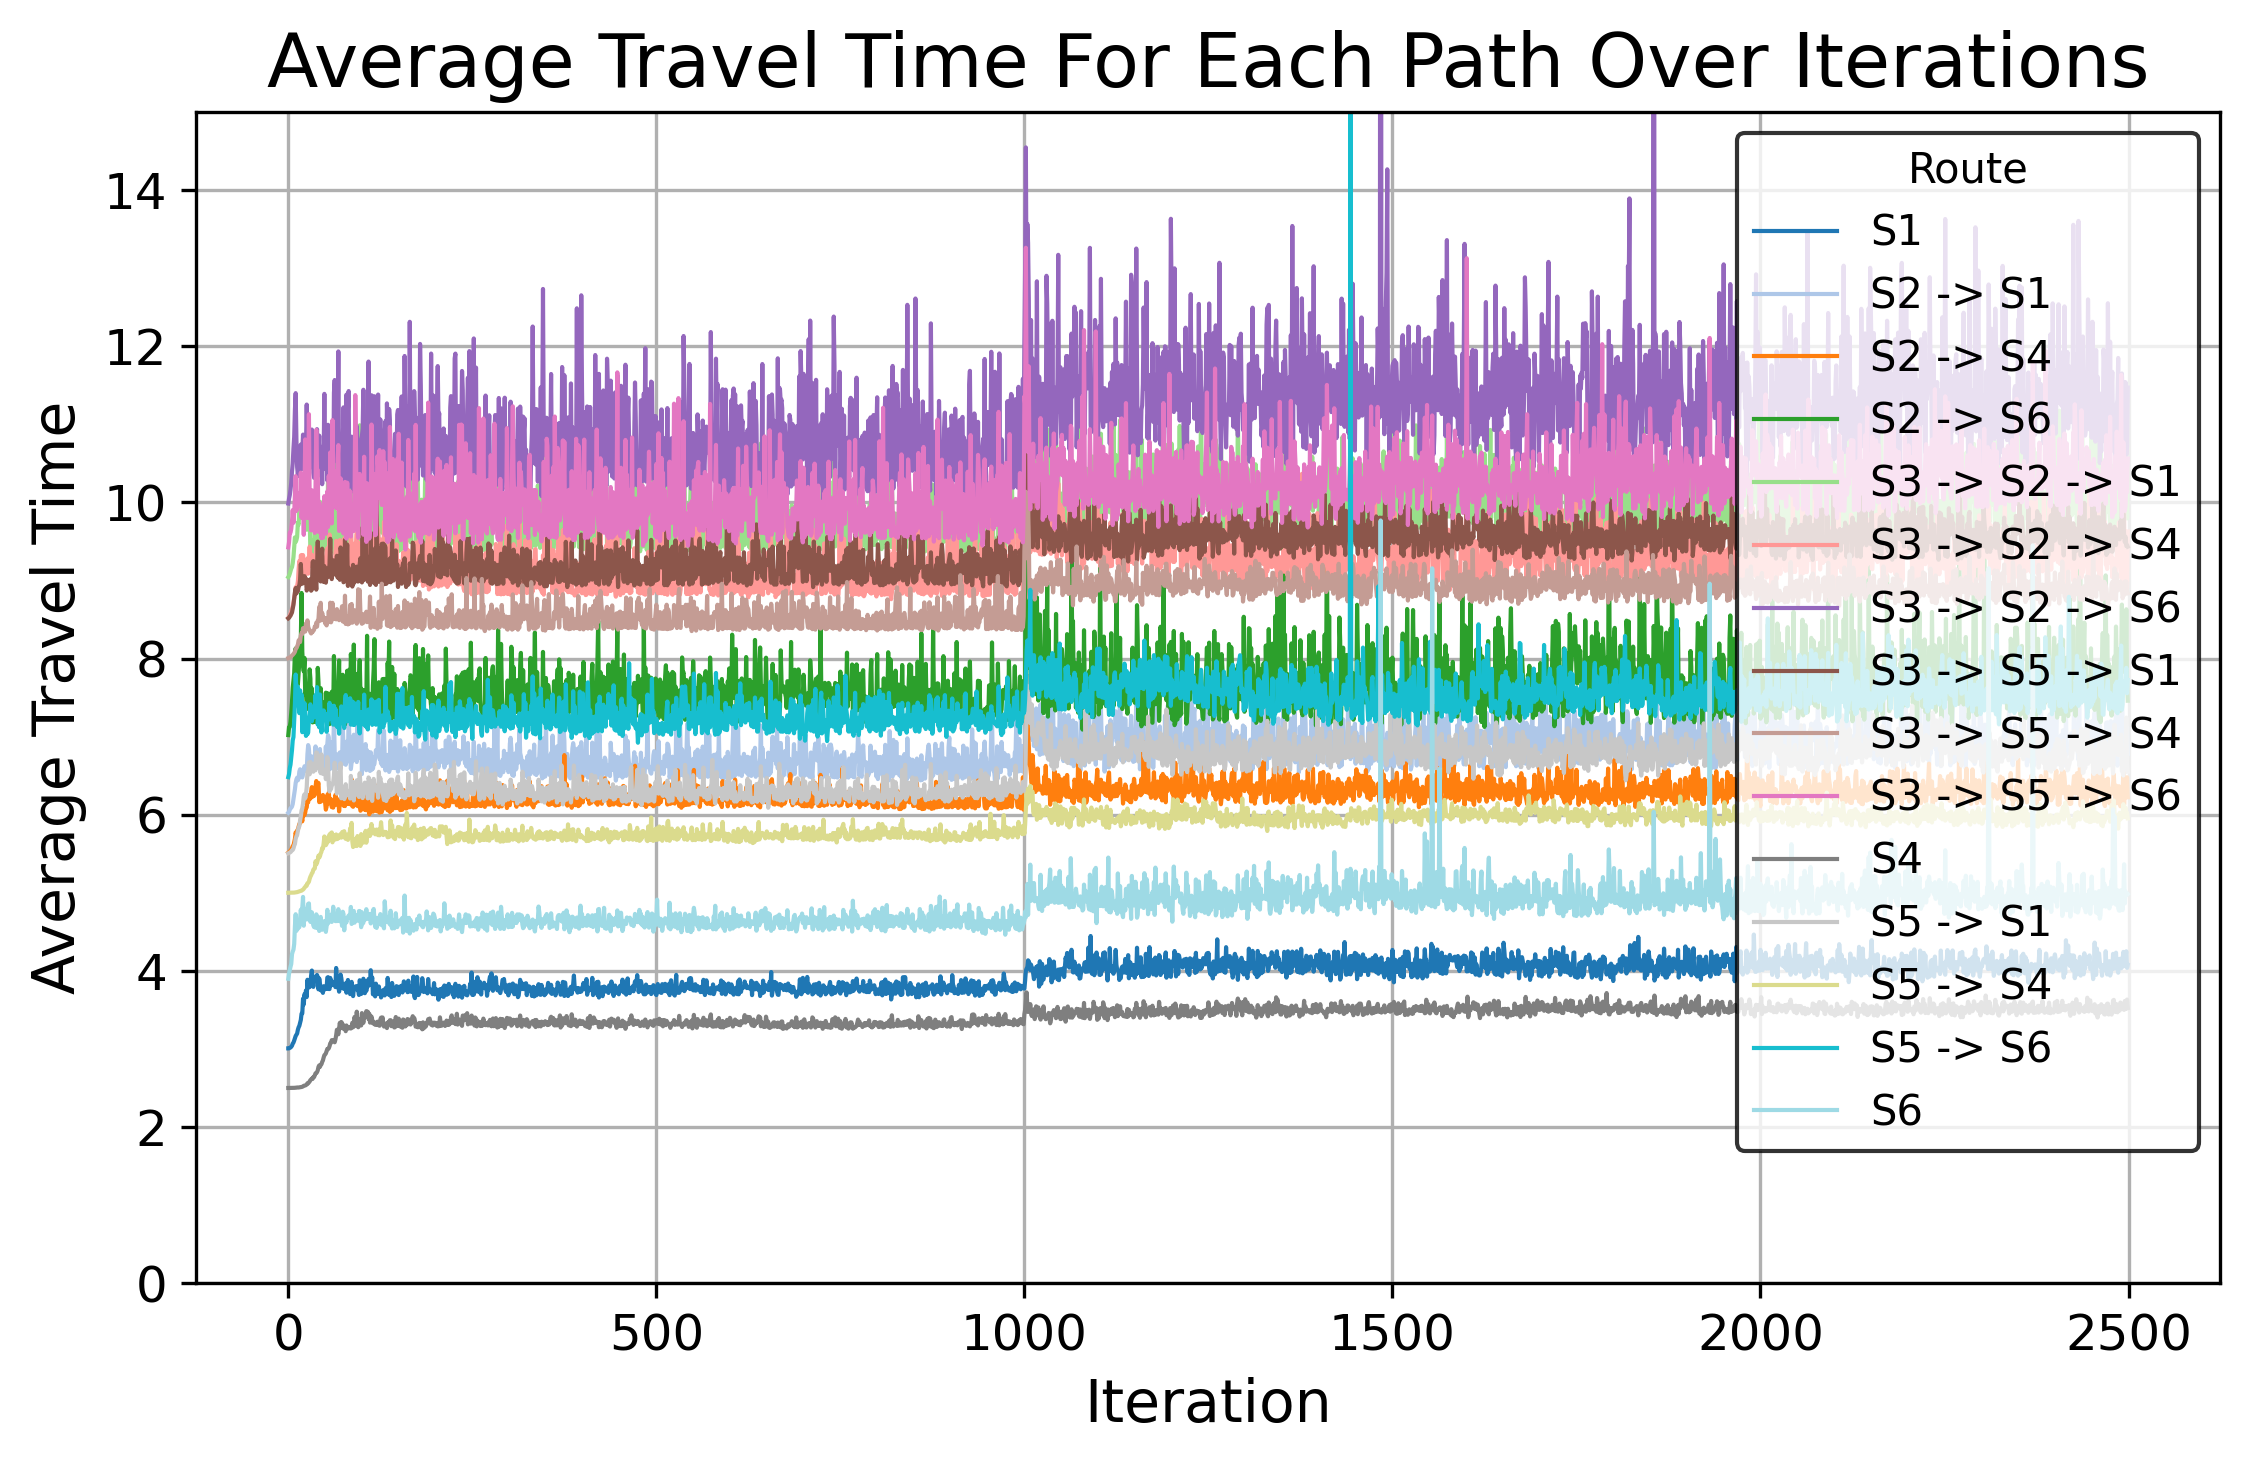 Average Travel Time For Each Path Over Iterations
Average Travel Time
14
12
10
8
6
4
2
0
0 500 1000 1500 2000 2500
Iteration
Route
S1
S2 -> S1
S2 -> S4
S2 -> S6
S3 -> S2 -> S1
S3 -> S2 -> S4
S3 -> S2 -> S6
S3 -> S5 -> S1
S3 -> S5 -> S4
S3 -> S5 -> S6
S4
S5 -> S1
S5 -> S4
S5 -> S6
S6